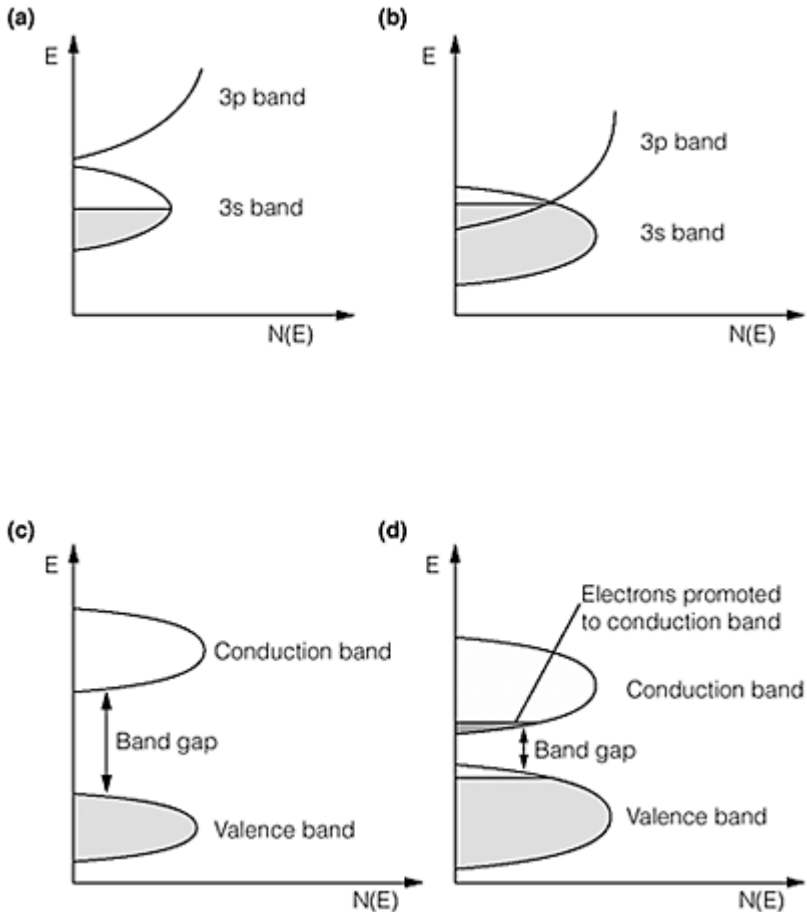 (a)
E
3p band
3s band
N(E)
(b)
E
3p band
3s band
N(E)
(c)
E
Conduction band
Band gap
Valence band
N(E)
(d)
E
Electrons promoted
to conduction band
Conduction band
Band gap
Valence band
N(E)